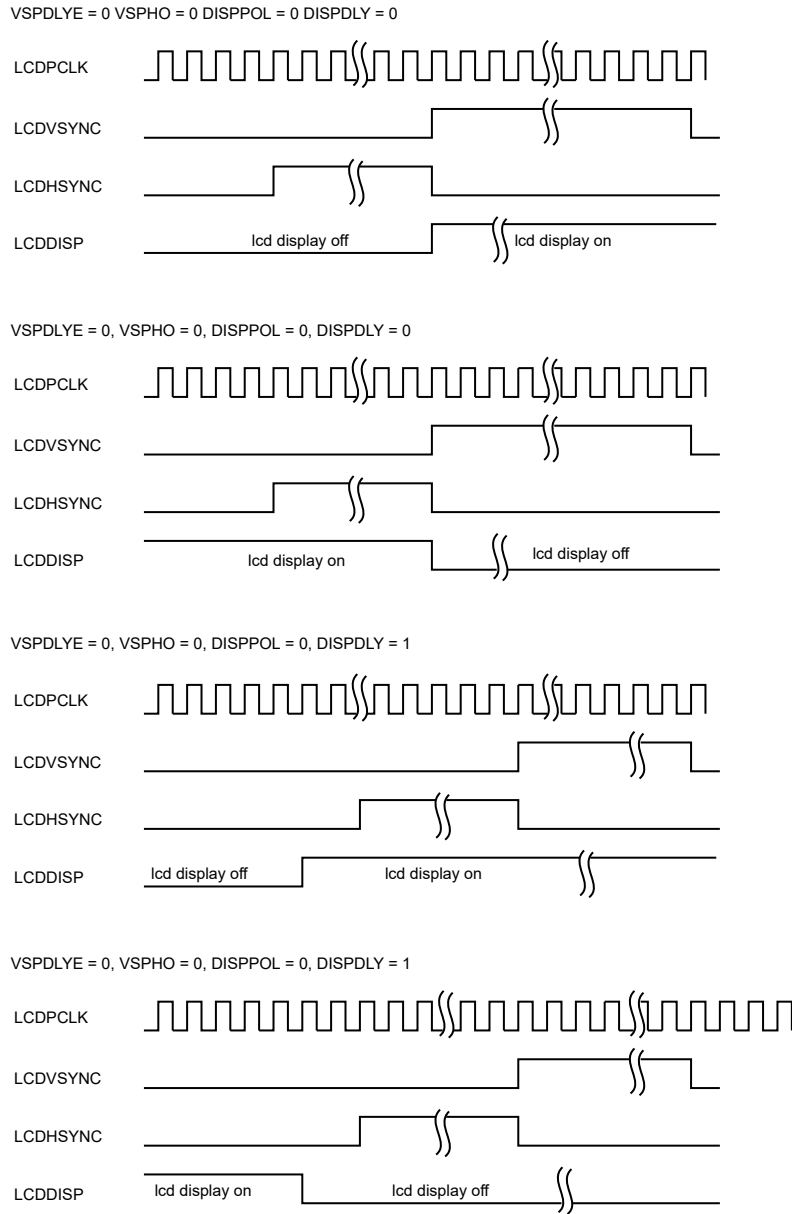 VSPDLYE = 0 VSPHO = 0 DISPPOL = 0 DISPDLY = 0
LCDPCLK
LCDVSYNC
LCDHSYNC
LCDDISP lcd display off lcd display on
VSPDLYE = 0, VSPHO = 0, DISPPOL = 0, DISPDLY = 0
LCDPCLK
LCDVSYNC
LCDHSYNC
LCDDISP lcd display on lcd display off
VSPDLYE = 0, VSPHO = 0, DISPPOL = 0, DISPDLY = 1
LCDPCLK
LCDVSYNC
LCDHSYNC
LCDDISP lcd display off lcd display on
VSPDLYE = 0, VSPHO = 0, DISPPOL = 0, DISPDLY = 1
LCDPCLK
LCDVSYNC
LCDHSYNC
LCDDISP lcd display on lcd display off